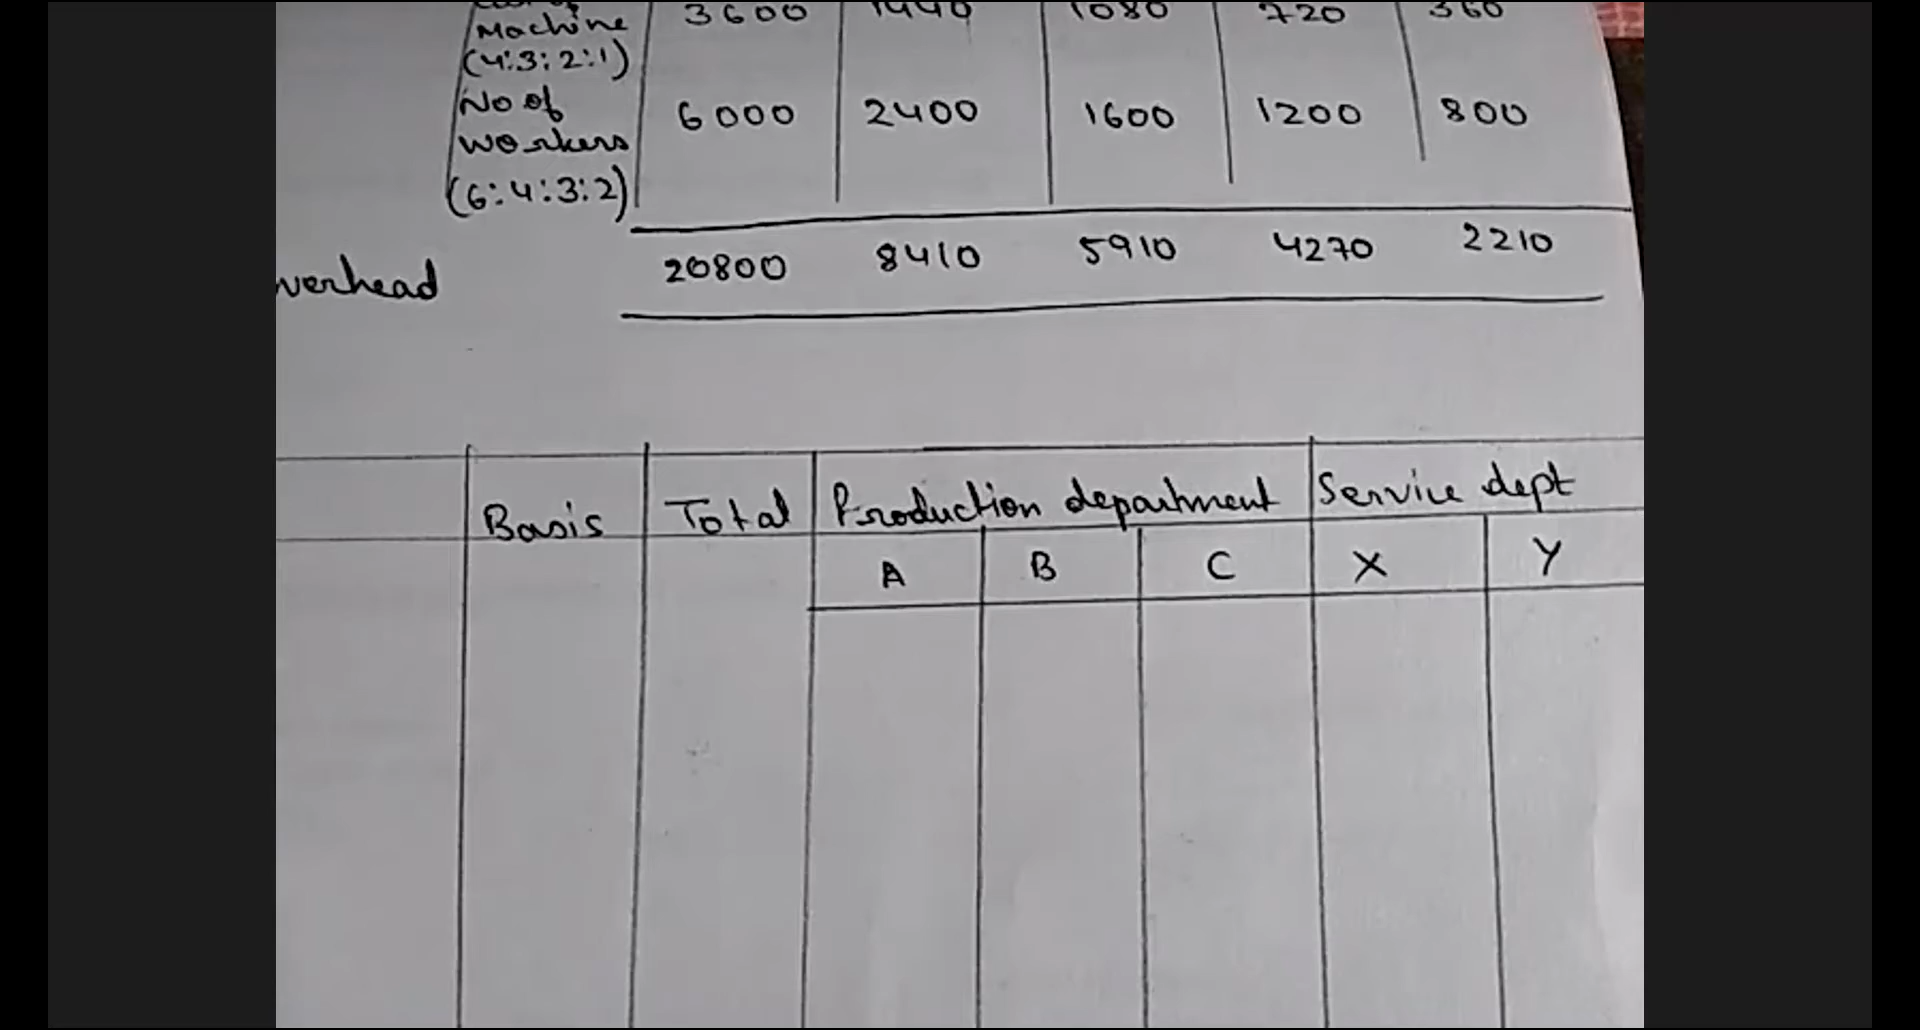 Machine 3600 1440 1080 720 360
(4:3:2:1)
No of
workers 6000 2400 1600 1200 800
(6:4:3:2)
verhead 20800 8410 5910 4270 2210
Basis Total Production department Service dept
A B C X Y